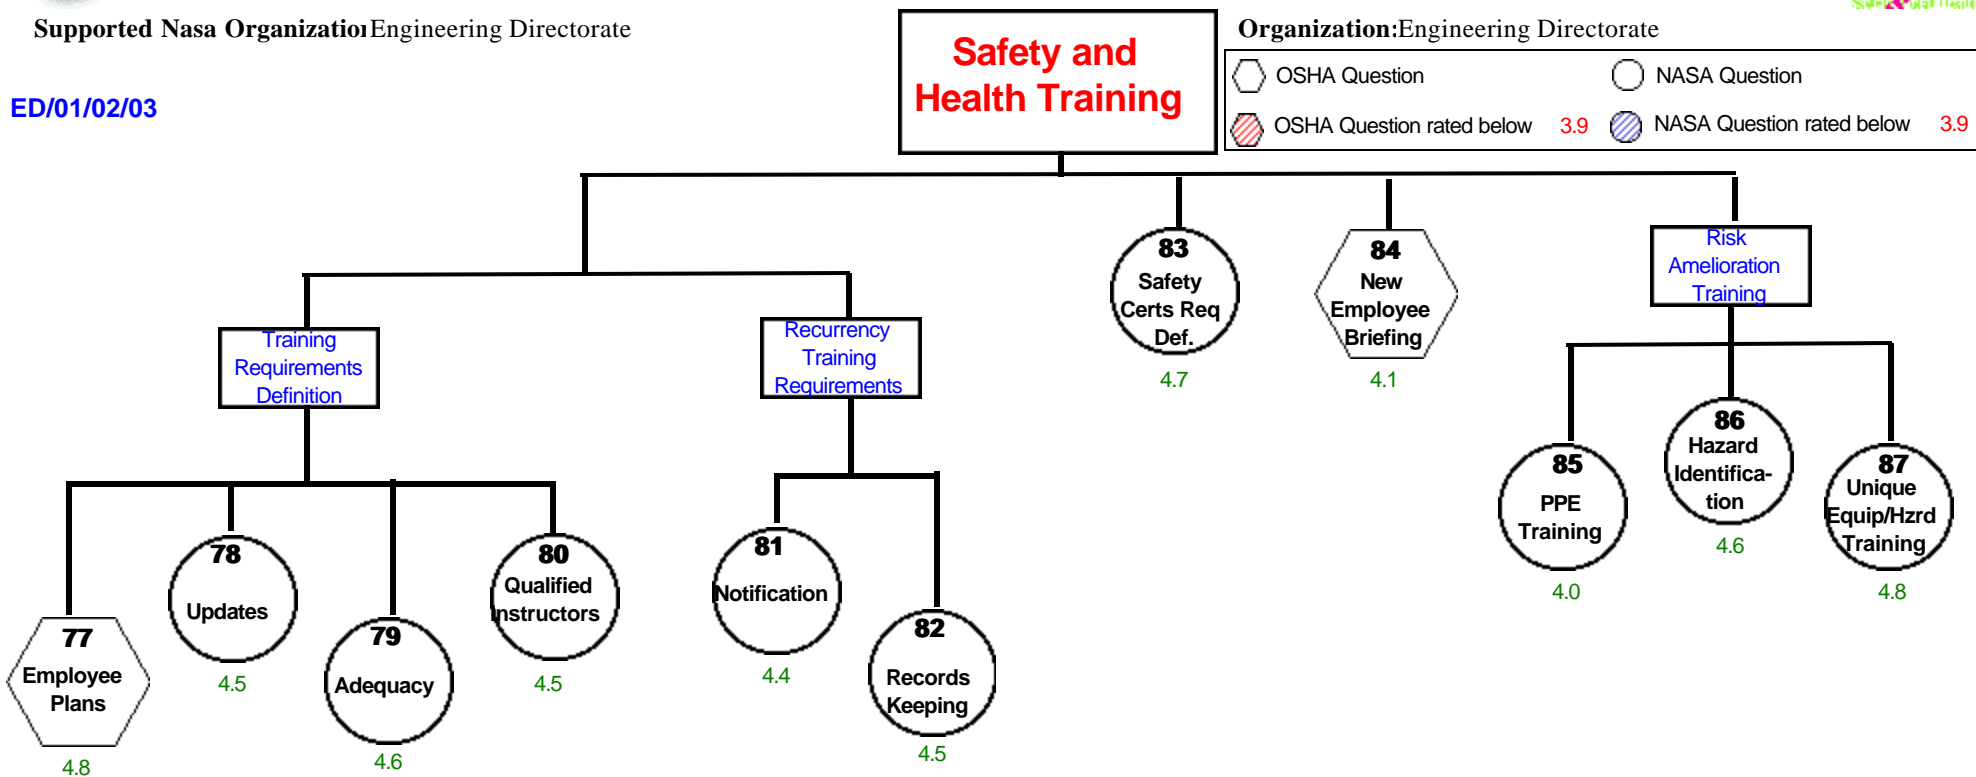 Supported Nasa Organization Engineering Directorate
Organization:Engineering Directorate
ED/01/02/03
Safety and
Health Training
OSHA Question
NASA Question
OSHA Question rated below 3.9
NASA Question rated below 3.9
83
Safety
Certs Req
Def.
4.7
84
New
Employee
Briefing
4.1
Risk
Amelioration
Training
Training
Requirements
Definition
Recurrency
Training
Requirements
77
Employee
Plans
4.8
78
Updates
4.5
79
Adequacy
4.6
80
Qualified
Instructors
4.5
81
Notification
4.4
82
Records
Keeping
4.5
85
PPE
Training
4.0
86
Hazard
Identifica-
tion
4.6
87
Unique
Equip/Hzrd
Training
4.8